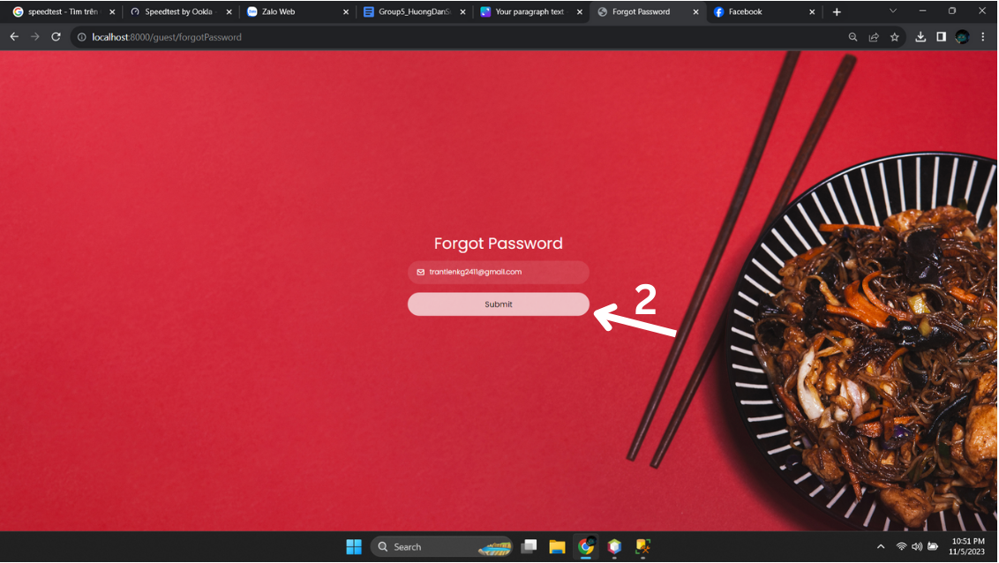 speedtest - Tìm trên
Speedtest by Ookla
Zalo Web
Group5_HuongDanSu
Your paragraph text
Forgot Password
Facebook
localhost:8000/guest/forgotPassword
Forgot Password
trantienkg2411@gmail.com
Submit
2
Search
10:51 PM
11/5/2023